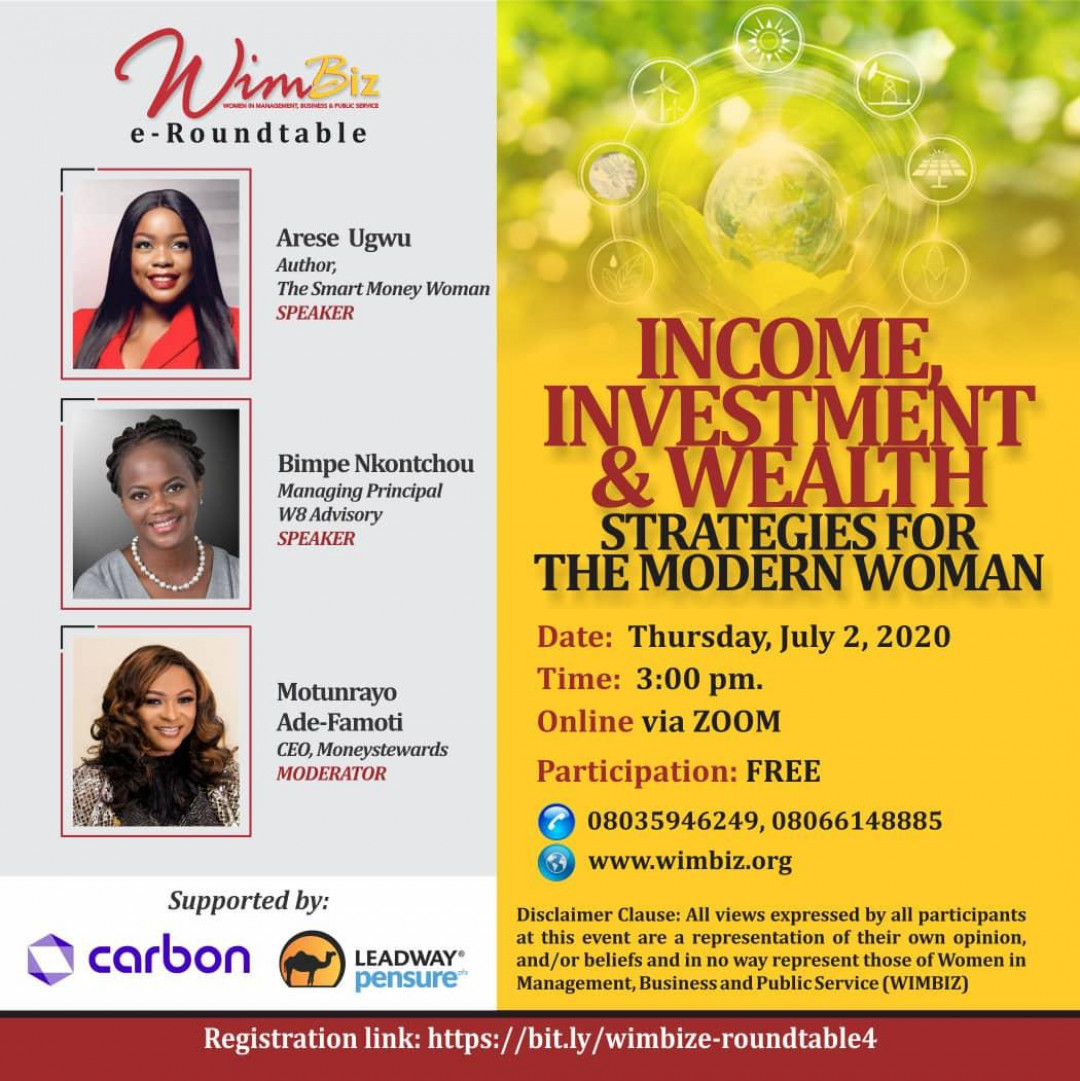 WimBiz
WOMEN IN MANAGEMENT, BUSINESS & PUBLIC SERVICE
e-Roundtable
Arese Ugwu
Author,
The Smart Money Woman
SPEAKER
Bimpe Nkontchou
Managing Principal
W8 Advisory
SPEAKER
Motunrayo
Ade-Famoti
CEO, Moneystewards
MODERATOR
Supported by:
carbon
LEADWAY®
pensure pfa
INCOME,
INVESTMENT
& WEALTH
STRATEGIES FOR
THE MODERN WOMAN
Date: Thursday, July 2, 2020
Time: 3:00 pm.
Online via ZOOM
Participation: FREE
08035946249, 08066148885
www.wimbiz.org
Disclaimer Clause: All views expressed by all participants
at this event are a representation of their own opinion,
and/or beliefs and in no way represent those of Women in
Management, Business and Public Service (WIMBIZ)
Registration link: https://bit.ly/wimbize-roundtable4